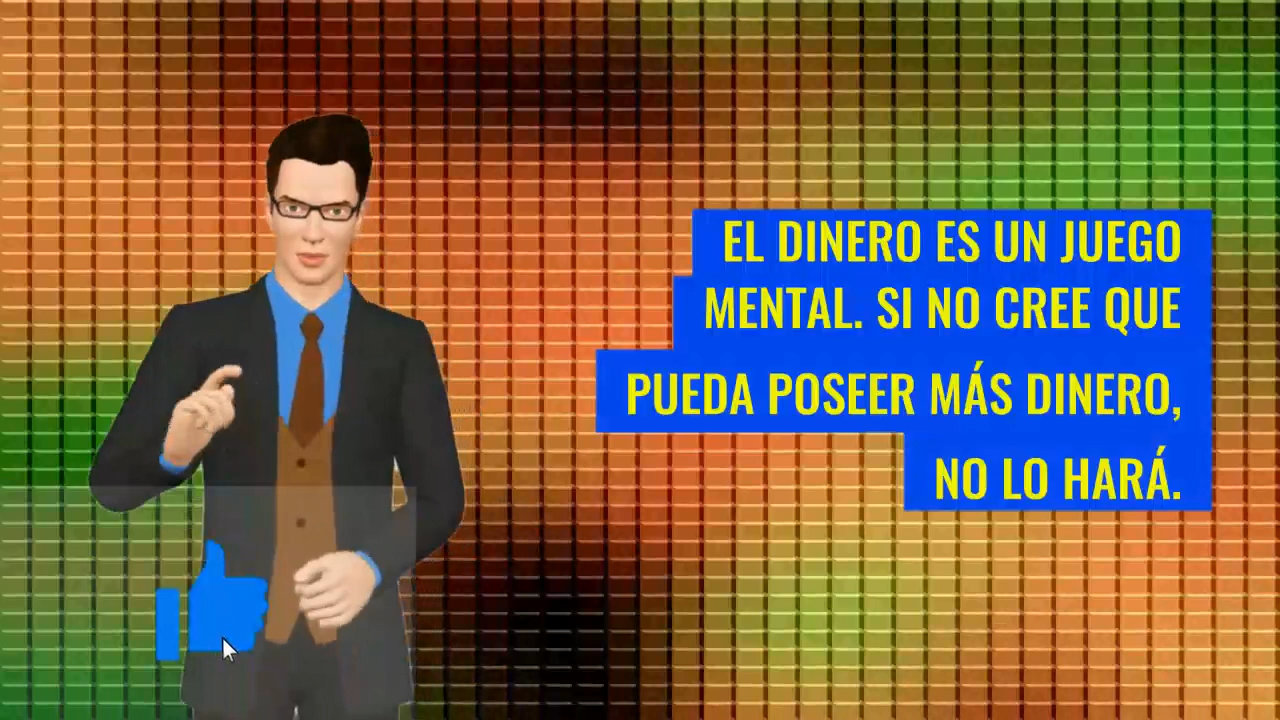 EL DINERO ES UN JUEGO
MENTAL. SI NO CREE QUE
PUEDA POSEER MÁS DINERO,
NO LO HARÁ.